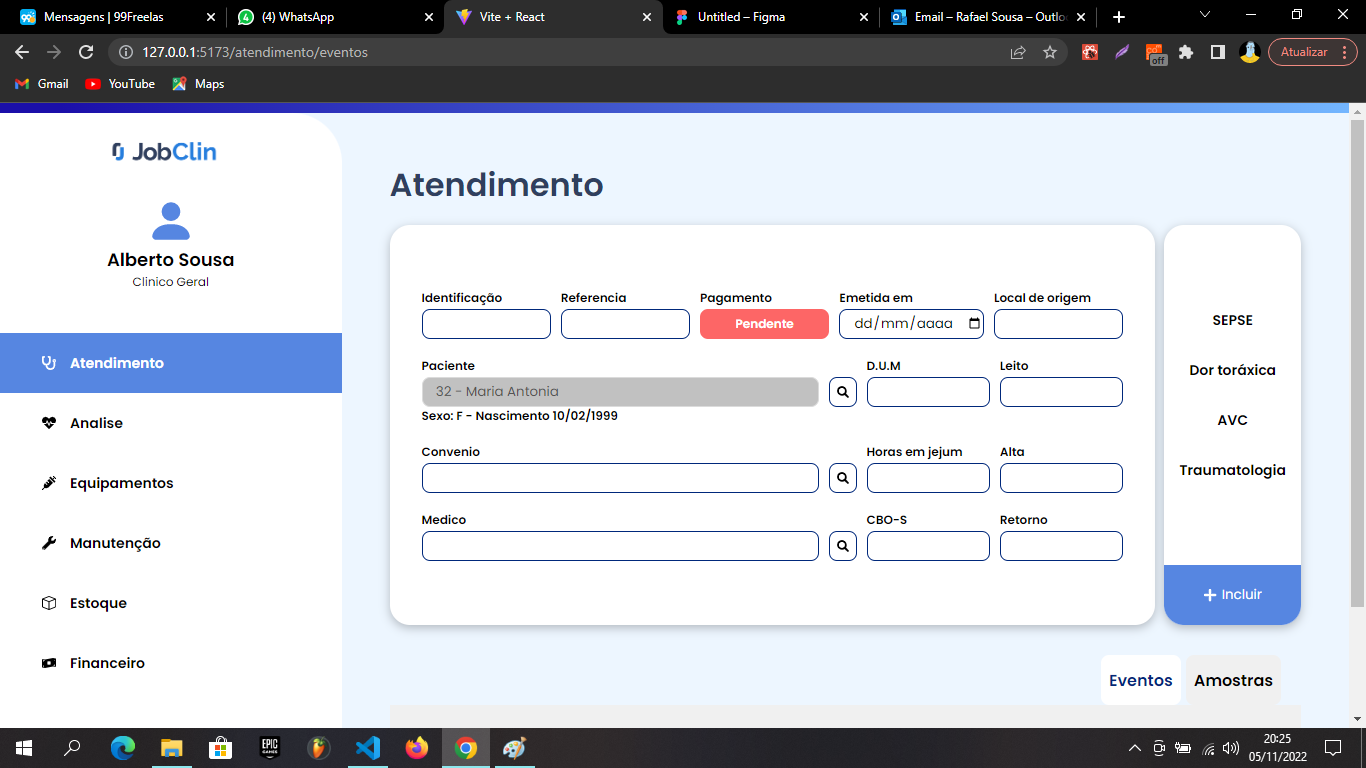 Mensagens | 99Freelas
(4) WhatsApp
Vite + React
Untitled – Figma
Email – Rafael Sousa – Outlo
127.0.0.1:5173/atendimento/eventos
off
Atualizar
Gmail
YouTube
Maps
JobClin
Alberto Sousa
Clinico Geral
Atendimento
Analise
Equipamentos
Manutenção
Estoque
Financeiro
Atendimento
Identificação Referencia Pagamento Emetida em Local de origem
Pendente dd/mm/aaaa
Paciente D.U.M Leito
32 - Maria Antonia
Sexo: F - Nascimento 10/02/1999
Convenio Horas em jejum Alta
Medico CBO-S Retorno
SEPSE
Dor toráxica
AVC
Traumatologia
+ Incluir
Eventos Amostras
EPIC
GAMES
20:25
05/11/2022